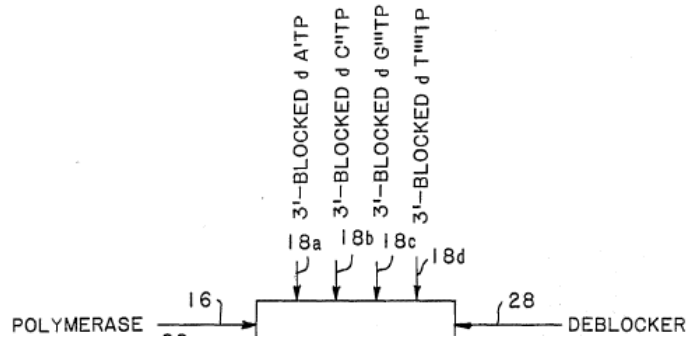 3'-BLOCKED d A'TP
3'-BLOCKED d C"TP
3'-BLOCKED d G'"TP
3'-BLOCKED d T""TP
18a
18b
18c
18d
16
28
POLYMERASE
DEBLOCKER